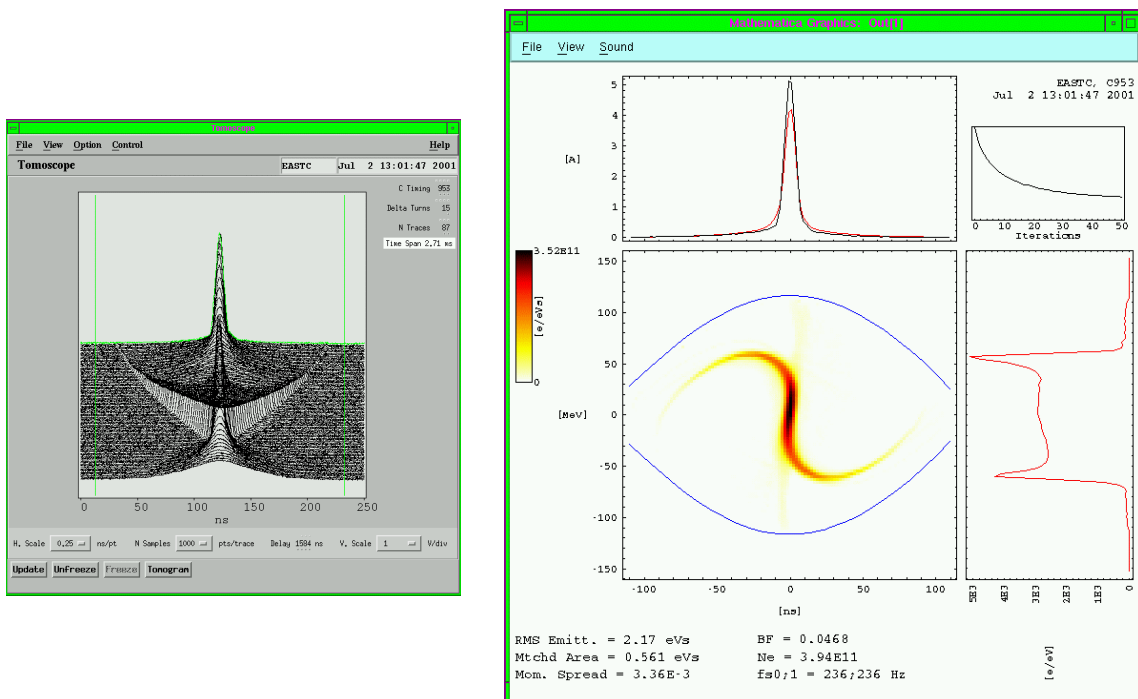 Tomoscope
File View Option Control Help
Tomoscope EASTC Jul 2 13:01:47 2001
C Timing 953
Delta Turns 15
N Traces 87
Time Span 2.71 ms
0 50 100 150 200 250
ns
H. Scale 0.25 ns/pt N Samples 1000 pts/trace Delay 1584 ns V. Scale 1 V/div
Update UnFreeze Freeze Tomogram
Mathematica Graphics: Out[1]
File View Sound
EASTC, C953
Jul 2 13:01:47 2001
5
4
3
2
1
0
[A]
0 10 20 30 40 50
Iterations
3.52E11
[e/eVs]
0
150
100
50
0
-50
-100
-150
[MeV]
-100 -50 0 50 100
[ns]
5E3 4E3 3E3 2E3 1E3 0
[e/eV]
RMS Emitt. = 2.17 eVs BF = 0.0468
Mtchd Area = 0.561 eVs Ne = 3.94E11
Mom. Spread = 3.36E-3 fs0;1 = 236;236 Hz